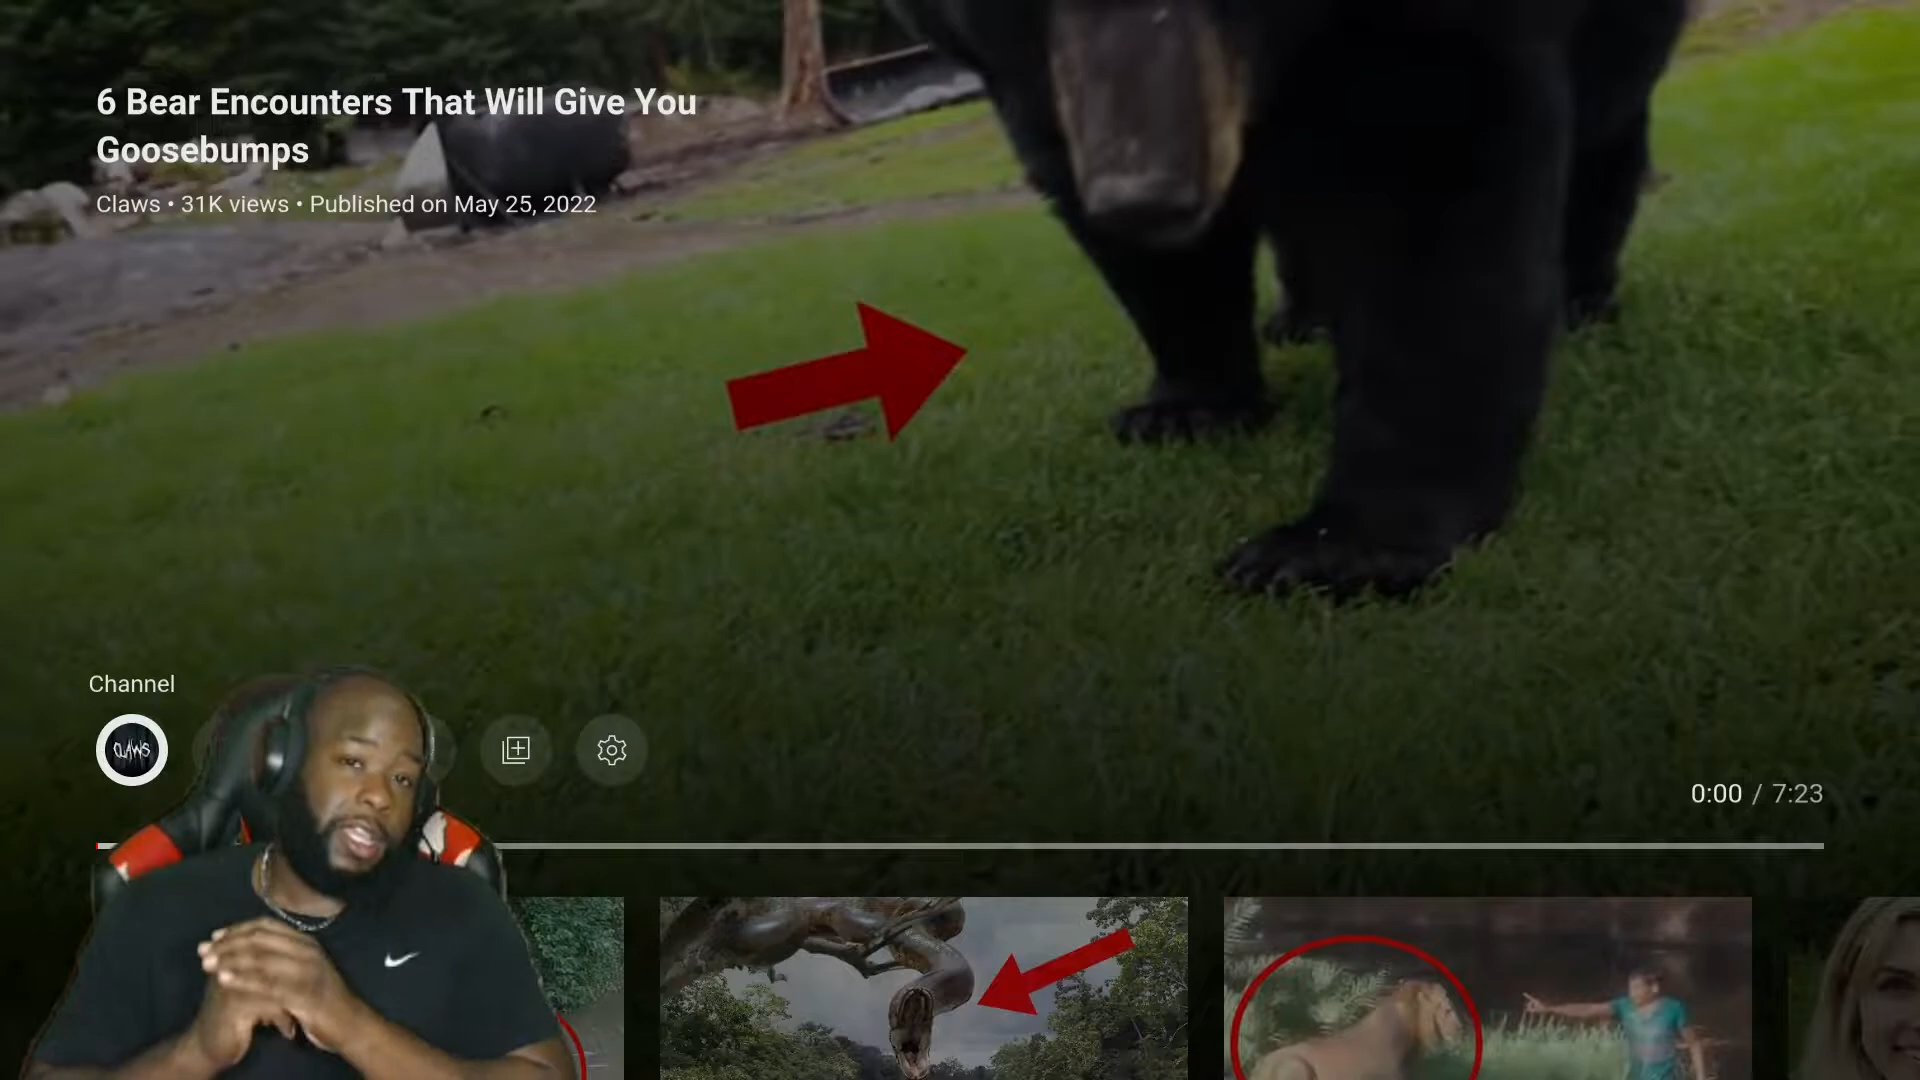 6 Bear Encounters That Will Give You
Goosebumps
Claws • 31K views • Published on May 25, 2022
Channel
CLAWS
0:00 / 7:23